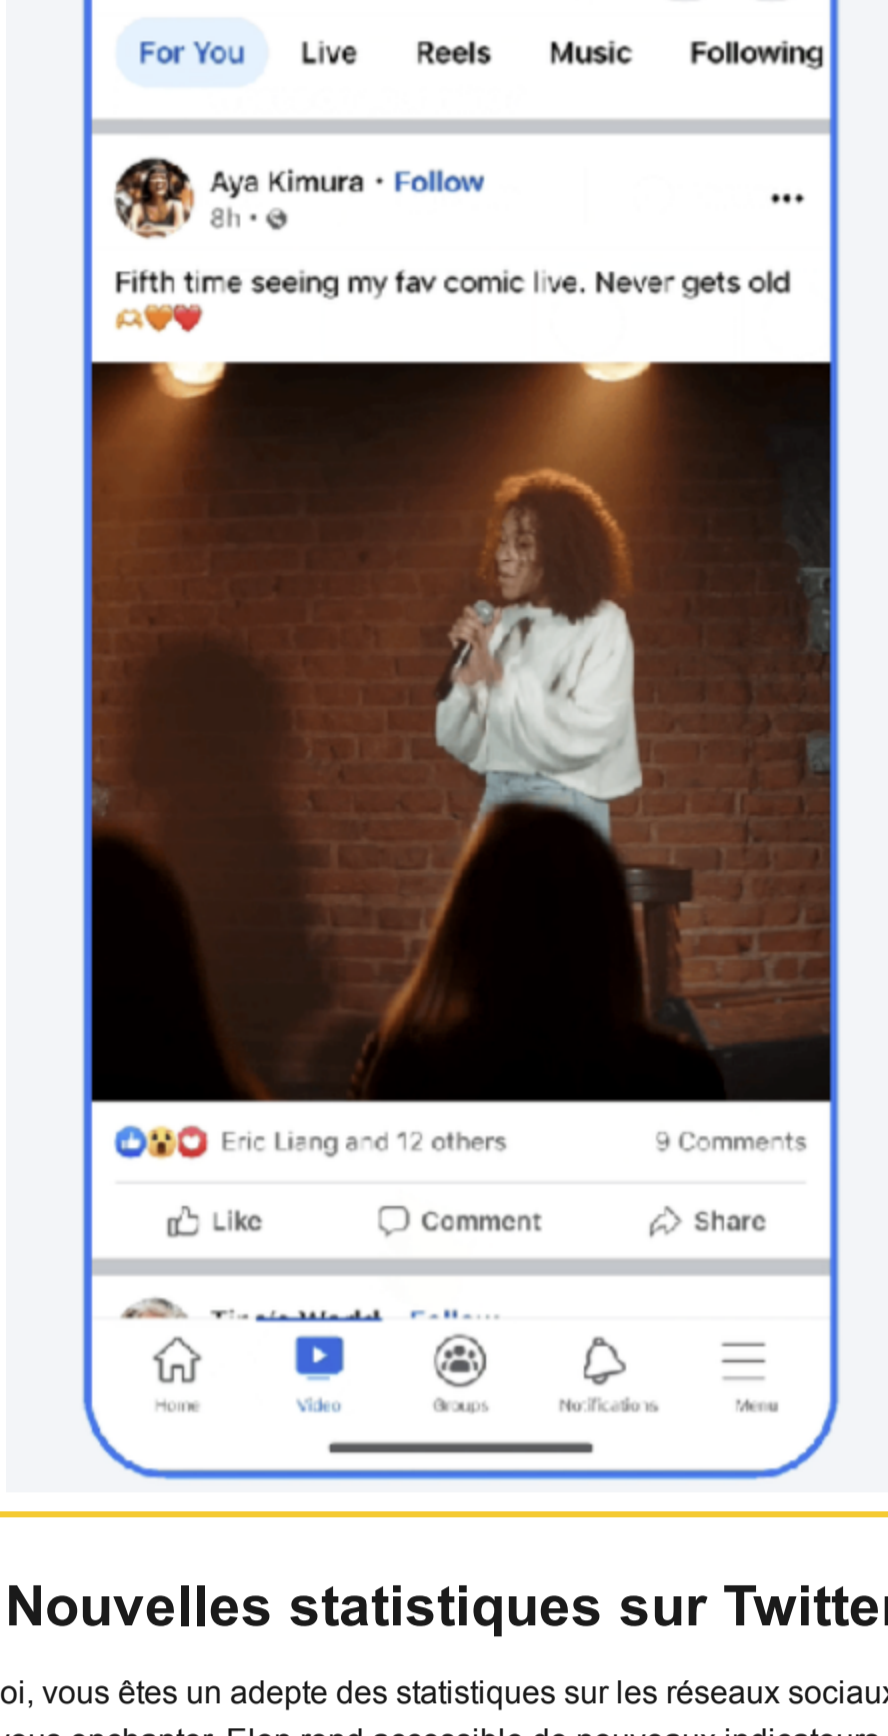 For You Live Reels Music Following
Aya Kimura · Follow
8h ·
Fifth time seeing my fav comic live. Never gets old
🫶🧡❤️
Eric Liang and 12 others 9 Comments
Like Comment Share
Home Video Groups Notifications Menu
Nouvelles statistiques sur Twitter
oi, vous êtes un adepte des statistiques sur les réseaux sociaux